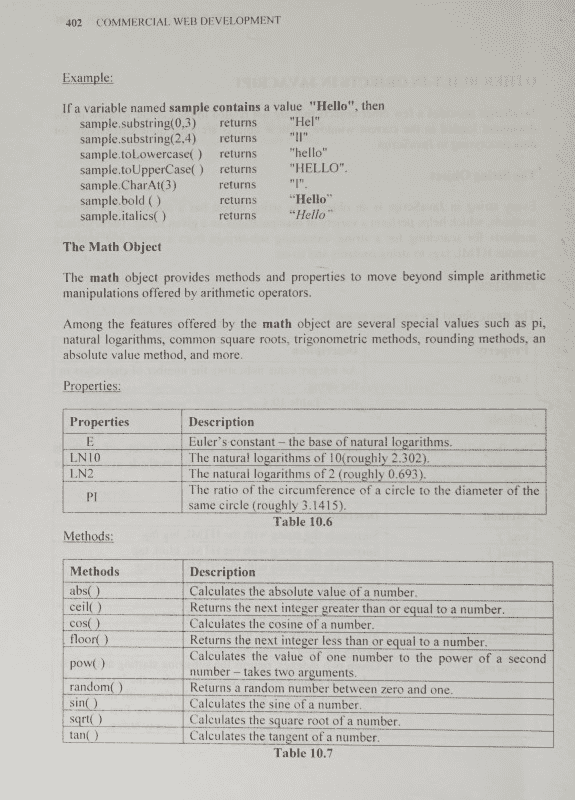 402 COMMERCIAL WEB DEVELOPMENT
Example:
If a variable named sample contains a value "Hello", then
sample.substring(0,3) returns "Hel"
sample.substring(2,4) returns "ll"
sample.toLowercase( ) returns "hello"
sample.toUpperCase( ) returns "HELLO".
sample.CharAt(3) returns "l".
sample.bold ( ) returns “Hello”
sample.italics( ) returns “Hello”
The Math Object
The math object provides methods and properties to move beyond simple arithmetic
manipulations offered by arithmetic operators.
Among the features offered by the math object are several special values such as pi,
natural logarithms, common square roots, trigonometric methods, rounding methods, an
absolute value method, and more.
Properties:
Properties Description
E Euler's constant – the base of natural logarithms.
LN10 The natural logarithms of 10(roughly 2.302).
LN2 The natural logarithms of 2 (roughly 0.693).
PI The ratio of the circumference of a circle to the diameter of the
same circle (roughly 3.1415).
Table 10.6
Methods:
Methods Description
abs( ) Calculates the absolute value of a number.
ceil( ) Returns the next integer greater than or equal to a number.
cos( ) Calculates the cosine of a number.
floor( ) Returns the next integer less than or equal to a number.
pow( ) Calculates the value of one number to the power of a second
number – takes two arguments.
random( ) Returns a random number between zero and one.
sin( ) Calculates the sine of a number.
sqrt( ) Calculates the square root of a number.
tan( ) Calculates the tangent of a number.
Table 10.7